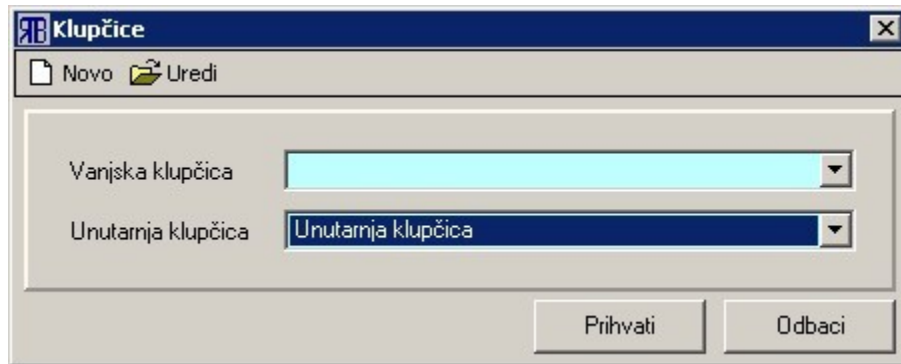 Klupčice
Novo Uredi
Vanjska klupčica
Unutarnja klupčica Unutarnja klupčica
Prihvati Odbaci